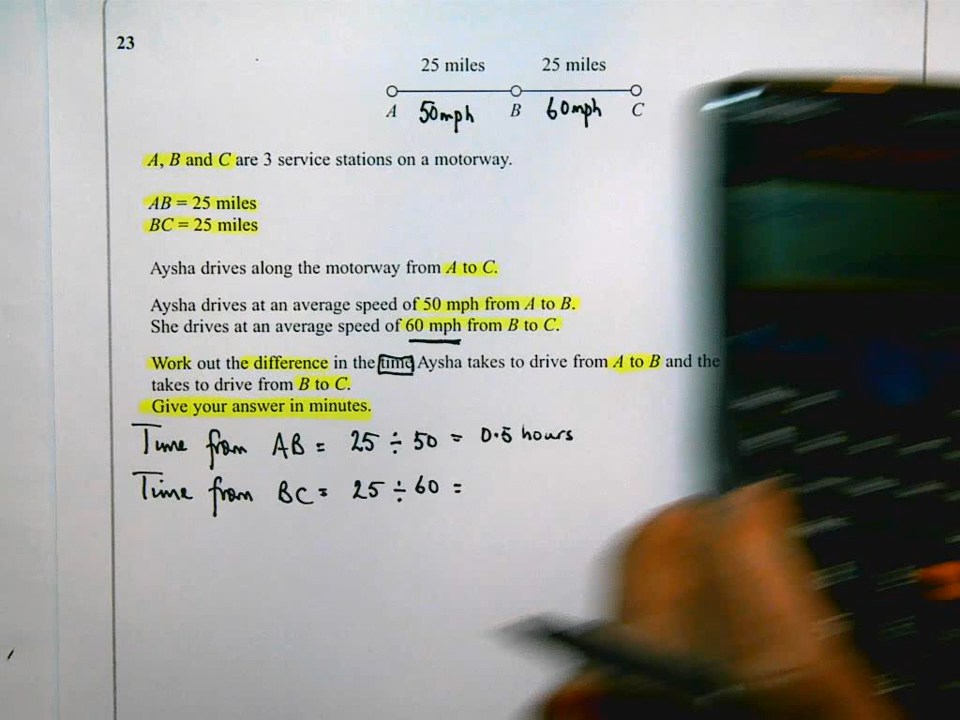 23
25 miles 25 miles
A 50mph B 60mph C
A, B and C are 3 service stations on a motorway.
AB = 25 miles
BC = 25 miles
Aysha drives along the motorway from A to C.
Aysha drives at an average speed of 50 mph from A to B.
She drives at an average speed of 60 mph from B to C.
Work out the difference in the time Aysha takes to drive from A to B and the
takes to drive from B to C.
Give your answer in minutes.
Time from AB = 25 ÷ 50 = 0.5 hours
Time from BC = 25 ÷ 60 =